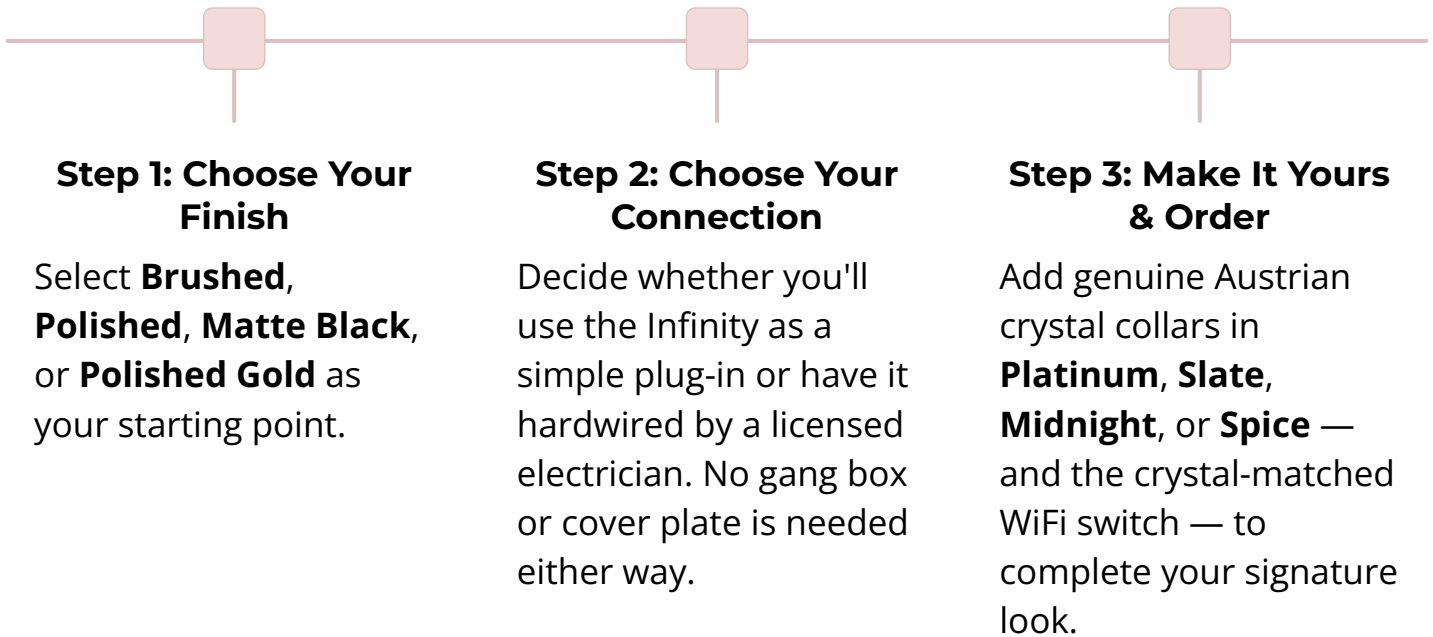 Step 1: Choose Your
Finish
Select Brushed,
Polished, Matte Black,
or Polished Gold as
your starting point.
Step 2: Choose Your
Connection
Decide whether you'll
use the Infinity as a
simple plug-in or have it
hardwired by a licensed
electrician. No gang box
or cover plate is needed
either way.
Step 3: Make It Yours
& Order
Add genuine Austrian
crystal collars in
Platinum, Slate,
Midnight, or Spice —
and the crystal-matched
WiFi switch — to
complete your signature
look.